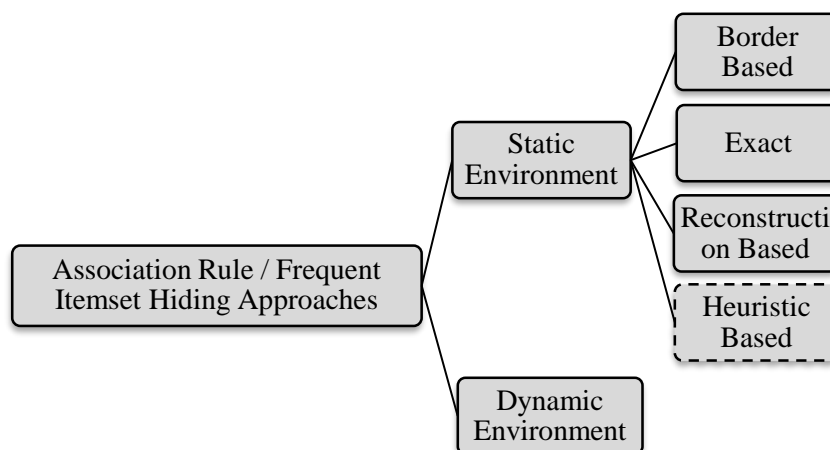 Border
Based
Static
Environment
Exact
Reconstructi
on Based
Association Rule / Frequent
Itemset Hiding Approaches
Heuristic
Based
Dynamic
Environment